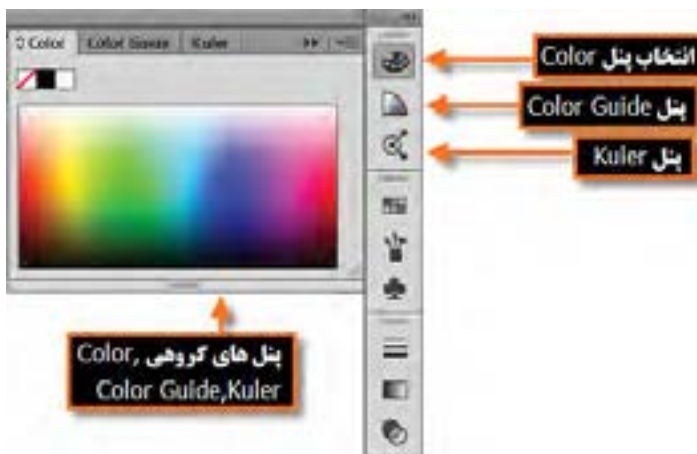 Color
Color Guide
Kuler
انتخاب پنل Color
پنل Color Guide
پنل Kuler
پنل های گروهی Color,
Color Guide,Kuler